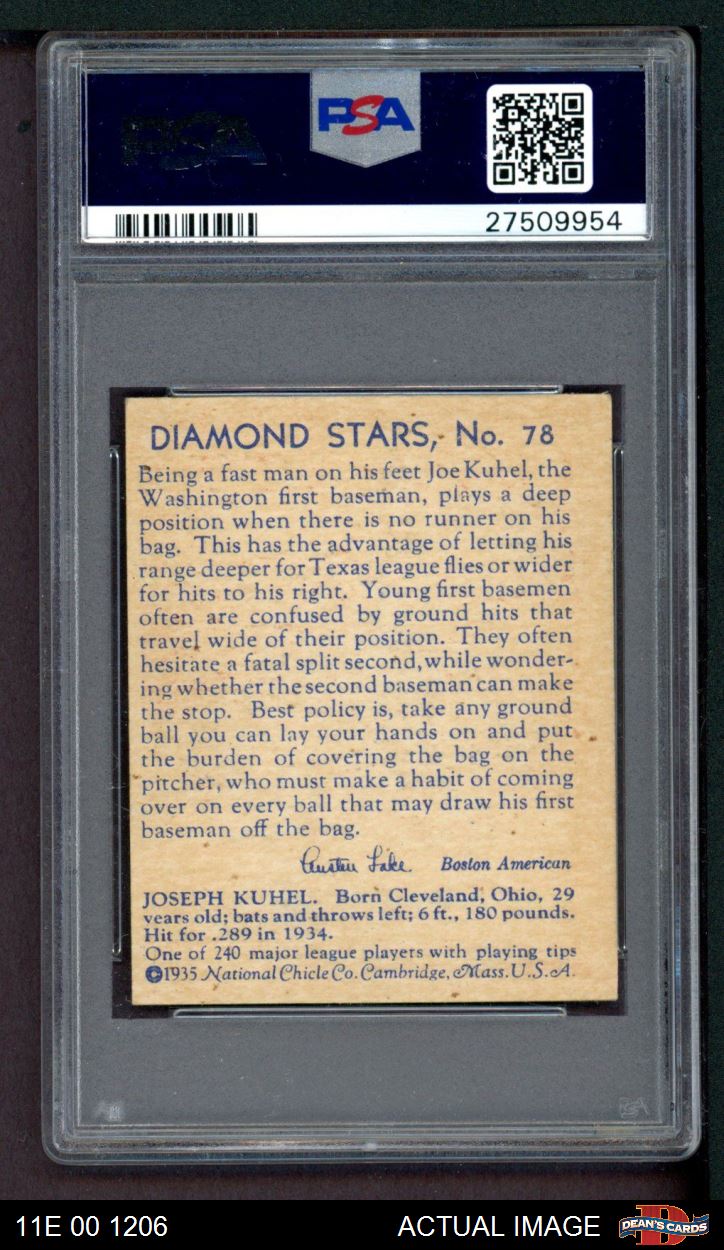 PSA
27509954
DIAMOND STARS, No. 78
Being a fast man on his feet Joe Kuhel, the
Washington first baseman, plays a deep
position when there is no runner on his
bag. This has the advantage of letting his
range deeper for Texas league flies or wider
for hits to his right. Young first basemen
often are confused by ground hits that
travel wide of their position. They often
hesitate a fatal split second, while wonder-
ing whether the second baseman can make
the stop. Best policy is, take any ground
ball you can lay your hands on and put
the burden of covering the bag on the
pitcher, who must make a habit of coming
over on every ball that may draw his first
baseman off the bag.
Austen Lake Boston American
JOSEPH KUHEL. Born Cleveland, Ohio, 29
years old; bats and throws left; 6 ft., 180 pounds.
Hit for .289 in 1934.
One of 240 major league players with playing tips
©1935 National Chicle Co. Cambridge, Mass. U.S.A.
11E 00 1206 ACTUAL IMAGE DEAN'S CARDS